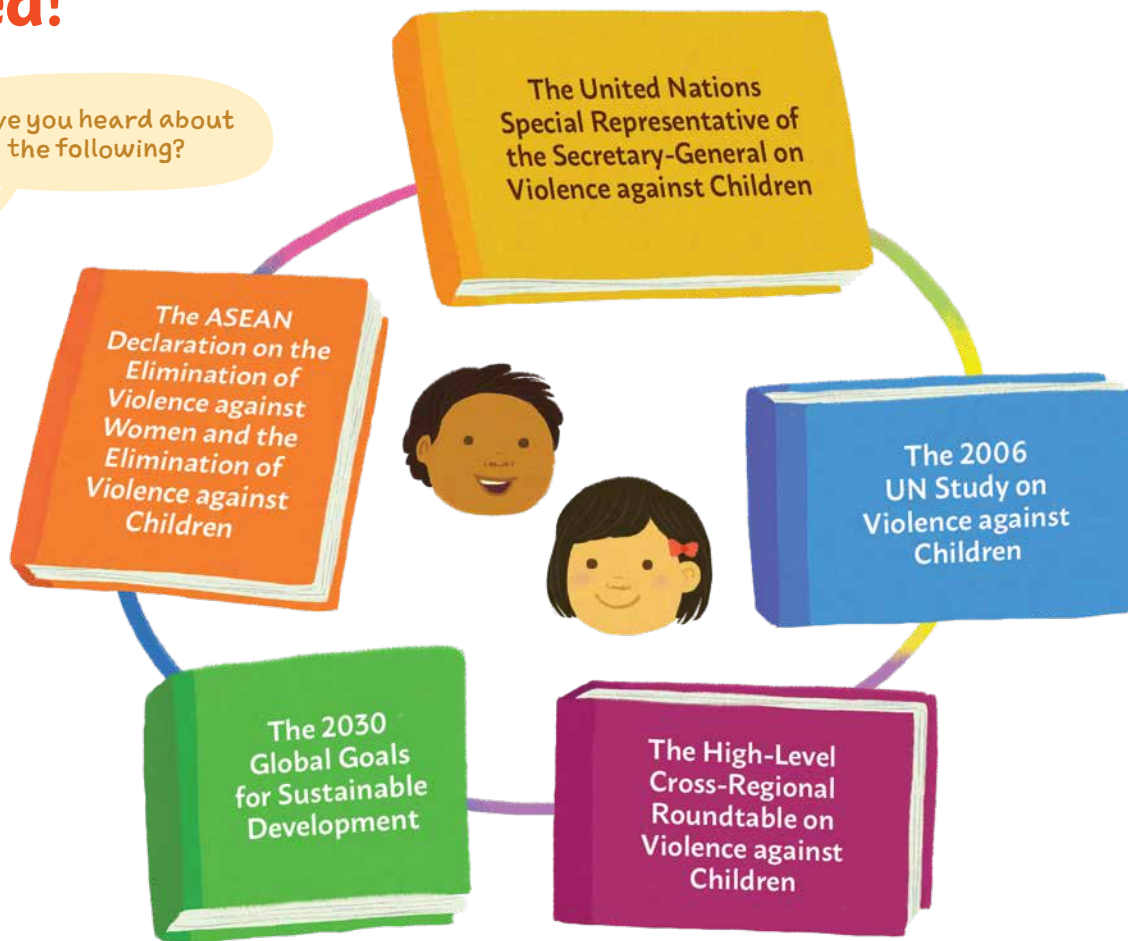 ed!
ve you heard about
the following?
The United Nations
Special Representative of
the Secretary-General on
Violence against Children
The ASEAN
Declaration on the
Elimination of
Violence against
Women and the
Elimination of
Violence against
Children
The 2006
UN Study on
Violence against
Children
The 2030
Global Goals
for Sustainable
Development
The High-Level
Cross-Regional
Roundtable on
Violence against
Children